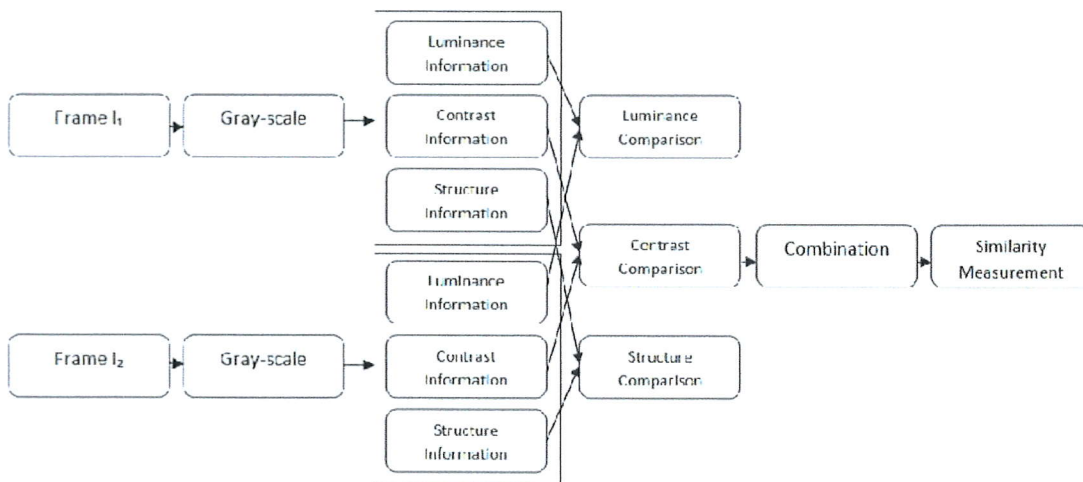 Luminance
Information
Frame I₁
Gray-scale
Contrast
Information
Luminance
Comparison
Structure
Information
Contrast
Comparison
Combination
Similarity
Measurement
Luminance
Information
Frame I₂
Gray-scale
Contrast
Information
Structure
Comparison
Structure
Information